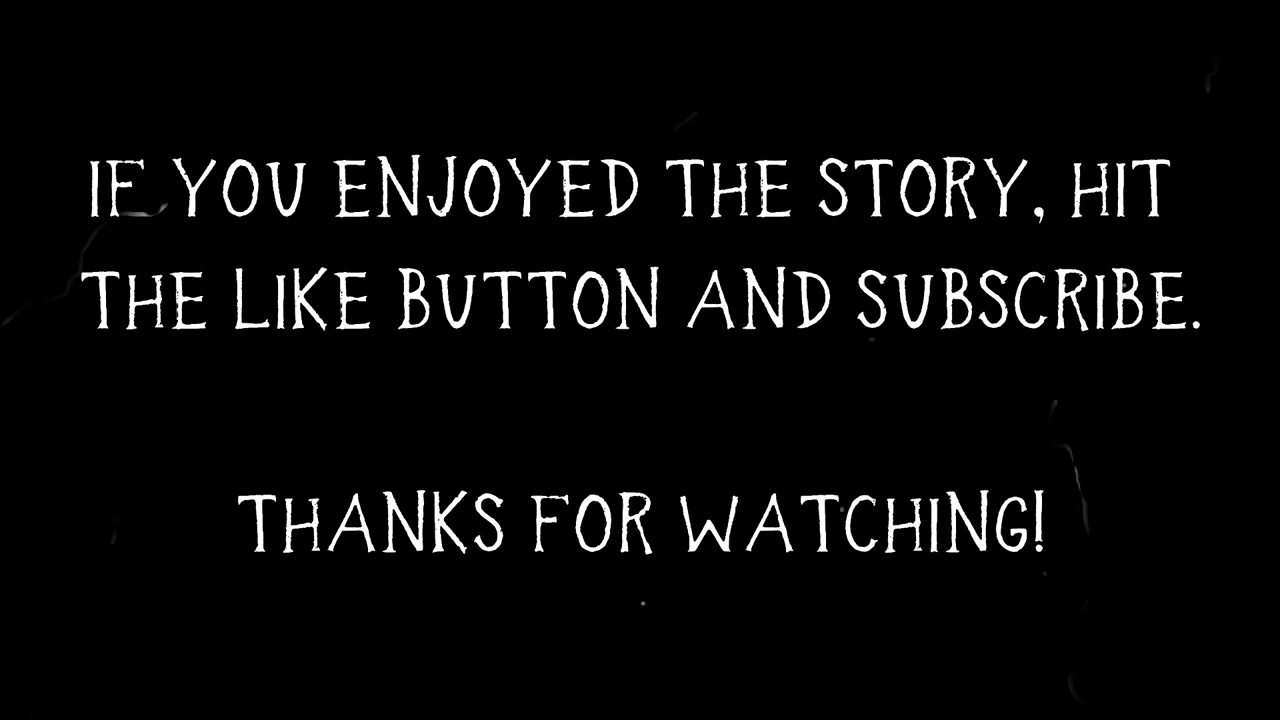 IF YOU ENJOYED THE STORY, HIT
THE LIKE BUTTON AND SUBSCRIBE.
THANKS FOR WATCHING!